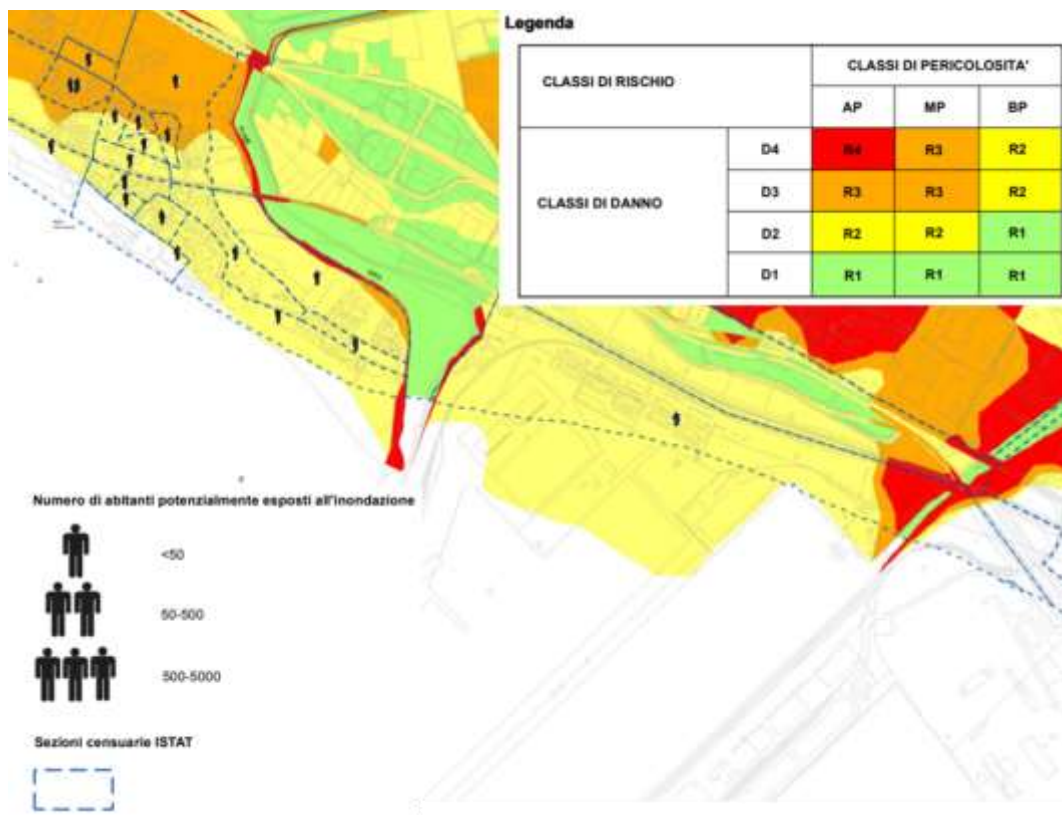 Legenda
CLASSI DI RISCHIO
CLASSI DI PERICOLOSITA'
AP MP BP
CLASSI DI DANNO
D4 R4 R3 R2
D3 R3 R3 R2
D2 R2 R2 R1
D1 R1 R1 R1
Numero di abitanti potenzialmente esposti all'inondazione
<50
50-500
500-5000
Sezioni censuarie ISTAT